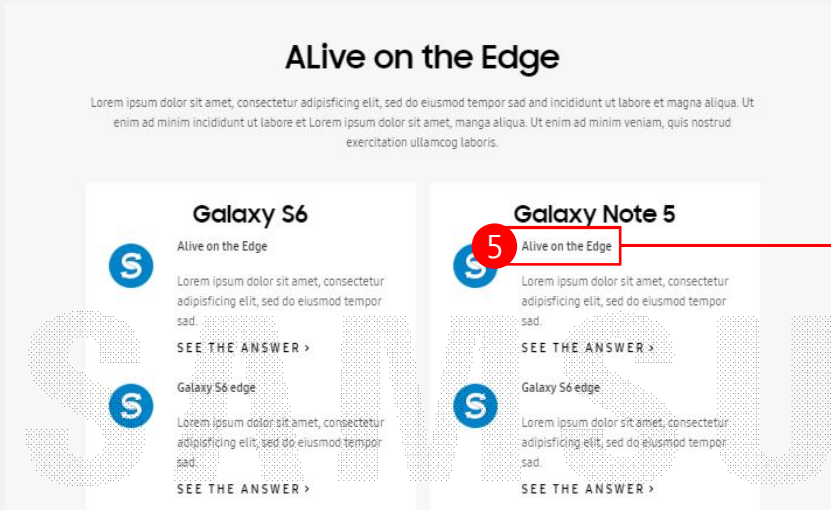 ALive on the Edge
Lorem ipsum dolor sit amet, consectetur adipisficing elit, sed do eiusmod tempor sad and incididunt ut labore et magna aliqua. Ut
enim ad minim incididunt ut labore et Lorem ipsum dolor sit amet, manga aliqua. Ut enim ad minim veniam, quis nostrud
exercitation ullamcog laboris.
Galaxy S6
S
Alive on the Edge
Lorem ipsum dolor sit amet, consectetur
adipisficing elit, sed do eiusmod tempor
sad.
SEE THE ANSWER >
S
Galaxy S6 edge
Lorem ipsum dolor sit amet, consectetur
adipisficing elit, sed do eiusmod tempor
sad.
SEE THE ANSWER >
Galaxy Note 5
5
S
Alive on the Edge
Lorem ipsum dolor sit amet, consectetur
adipisficing elit, sed do eiusmod tempor
sad.
SEE THE ANSWER >
S
Galaxy S6 edge
Lorem ipsum dolor sit amet, consectetur
adipisficing elit, sed do eiusmod tempor
sad.
SEE THE ANSWER >
SAMSU